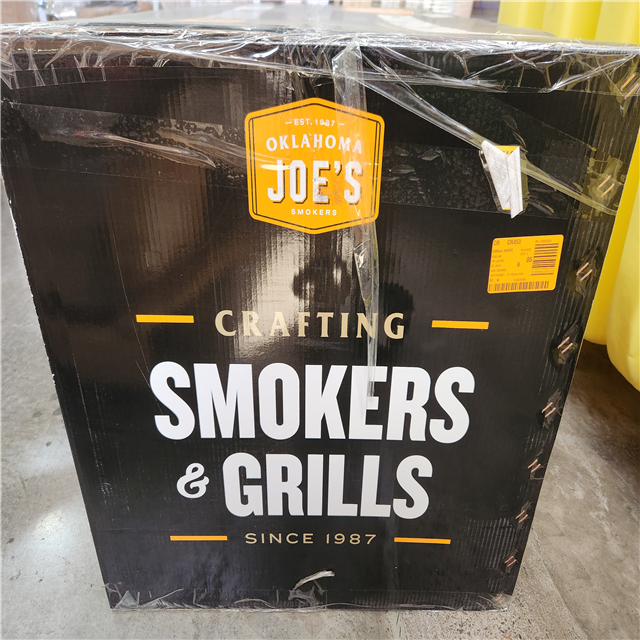 EST. 1987
OKLAHOMA
JOE'S
SMOKERS
CRAFTING
SMOKERS
& GRILLS
SINCE 1987